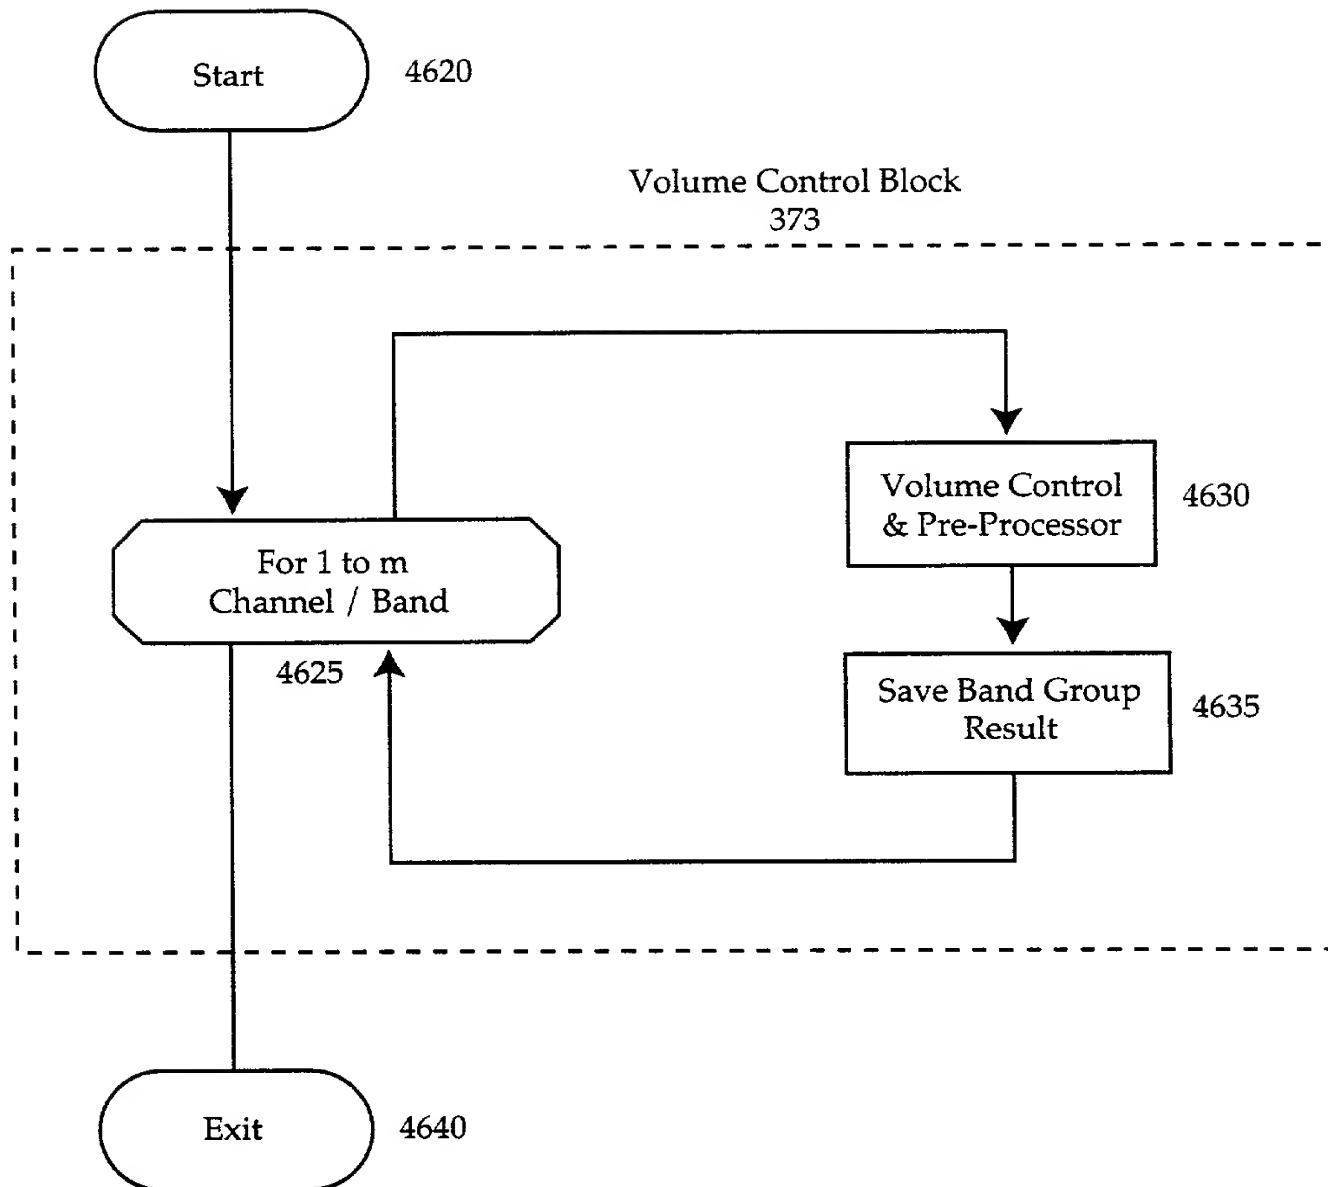 Start
4620
Volume Control Block
373
Volume Control
& Pre-Processor
4630
For 1 to m
Channel / Band
4625
Save Band Group
Result
4635
Exit
4640